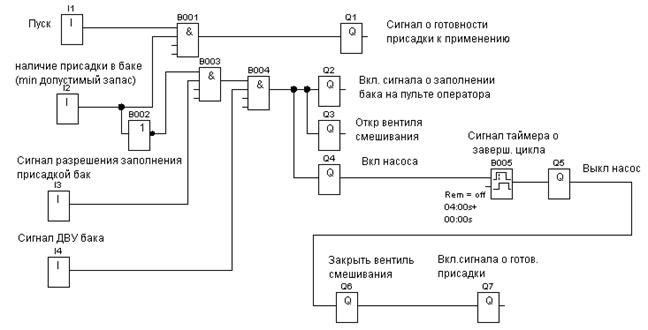 I1
Пуск
I
B001
&
Q1
Q
Сигнал о готовности
присадки к применению
наличие присадки в баке
(min допустимый запас)
I2
I
B003
&
B004
&
Q2
Q
Вкл. сигнала о заполнении
бака на пульте оператора
B002
1
Q3
Q
Откр вентиля
смешивания
Сигнал разрешения заполнения
присадкой бак
I3
I
Q4
Q
Вкл насоса
Сигнал таймера о
заверш. цикла
B005
Rem = off
04:00s+
00:00s
Q5
Q
Выкл насос
Сигнал ДВУ бака
I4
I
Закрыть вентиль
смешивания
Q6
Q
Вкл.сигнала о готов.
присадки
Q7
Q